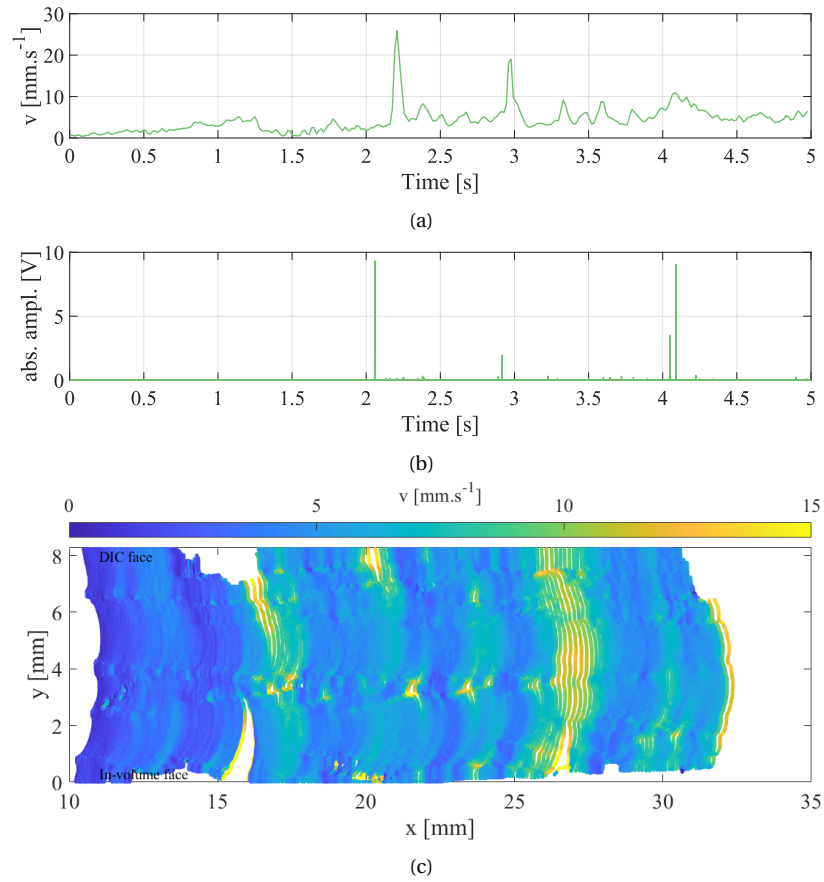 30
20
10
0
v [mm.s⁻¹]
0 0.5 1 1.5 2 2.5 3 3.5 4 4.5 5
Time [s]
(a)
10
5
0
abs. ampl. [V]
0 0.5 1 1.5 2 2.5 3 3.5 4 4.5 5
Time [s]
(b)
v [mm.s⁻¹]
0 5 10 15
DIC face
8
6
4
2
0
y [mm]
In-volume face
10 15 20 25 30 35
x [mm]
(c)